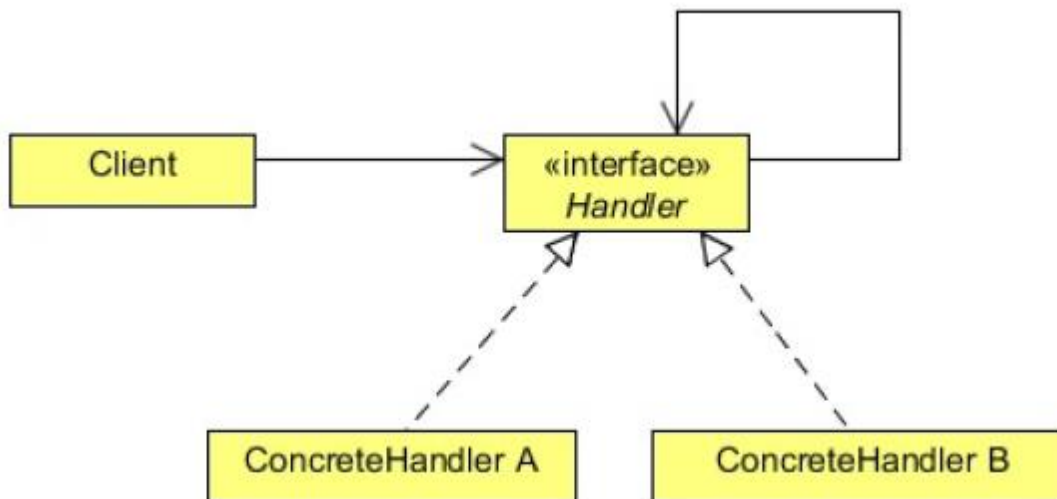 Client
«interface»
Handler
ConcreteHandler A
ConcreteHandler B